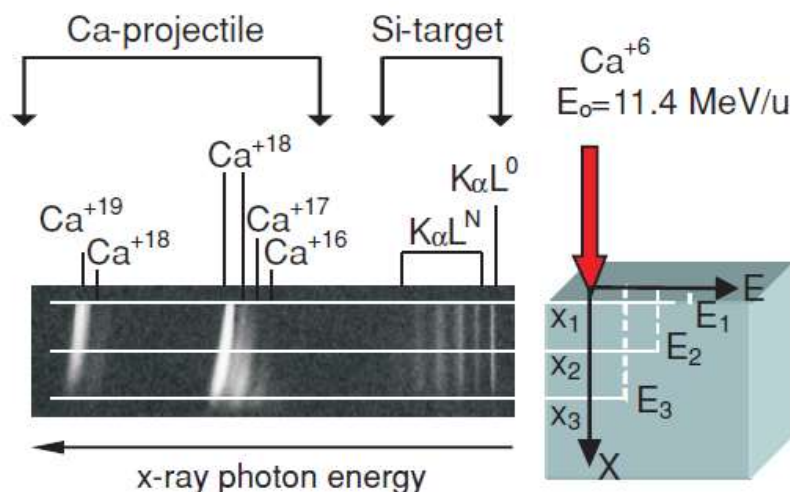 Ca-projectile
Si-target
Ca+6
E₀=11.4 MeV/u
Ca+18
KαL0
Ca+19
Ca+18
Ca+17
Ca+16
KαLN
E
x₁
E₁
x₂
E₂
x₃
E₃
X
x-ray photon energy